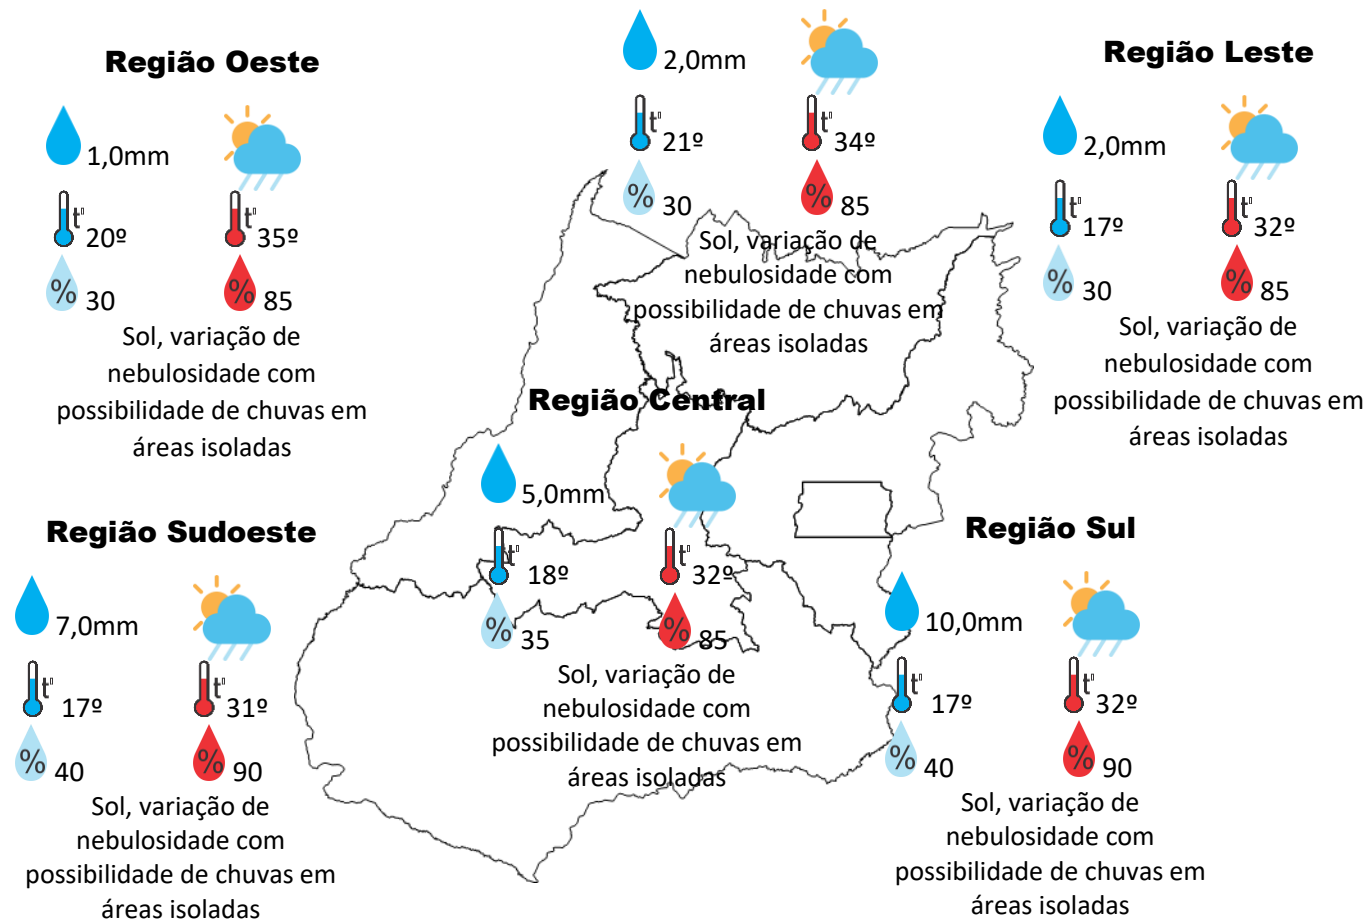 Região Oeste
1,0mm
t°
20º
t°
35º
% 30
% 85
Sol, variação de
nebulosidade com
possibilidade de chuvas em
áreas isoladas
2,0mm
t°
21º
t°
34º
% 30
% 85
Sol, variação de
nebulosidade com
possibilidade de chuvas em
áreas isoladas
Região Leste
2,0mm
t°
17º
t°
32º
% 30
% 85
Sol, variação de
nebulosidade com
possibilidade de chuvas em
áreas isoladas
Região Central
5,0mm
t°
18º
t°
32º
% 35
% 85
Sol, variação de
nebulosidade com
possibilidade de chuvas em
áreas isoladas
Região Sudoeste
7,0mm
t°
17º
t°
31º
% 40
% 90
Sol, variação de
nebulosidade com
possibilidade de chuvas em
áreas isoladas
Região Sul
10,0mm
t°
17º
t°
32º
% 40
% 90
Sol, variação de
nebulosidade com
possibilidade de chuvas em
áreas isoladas